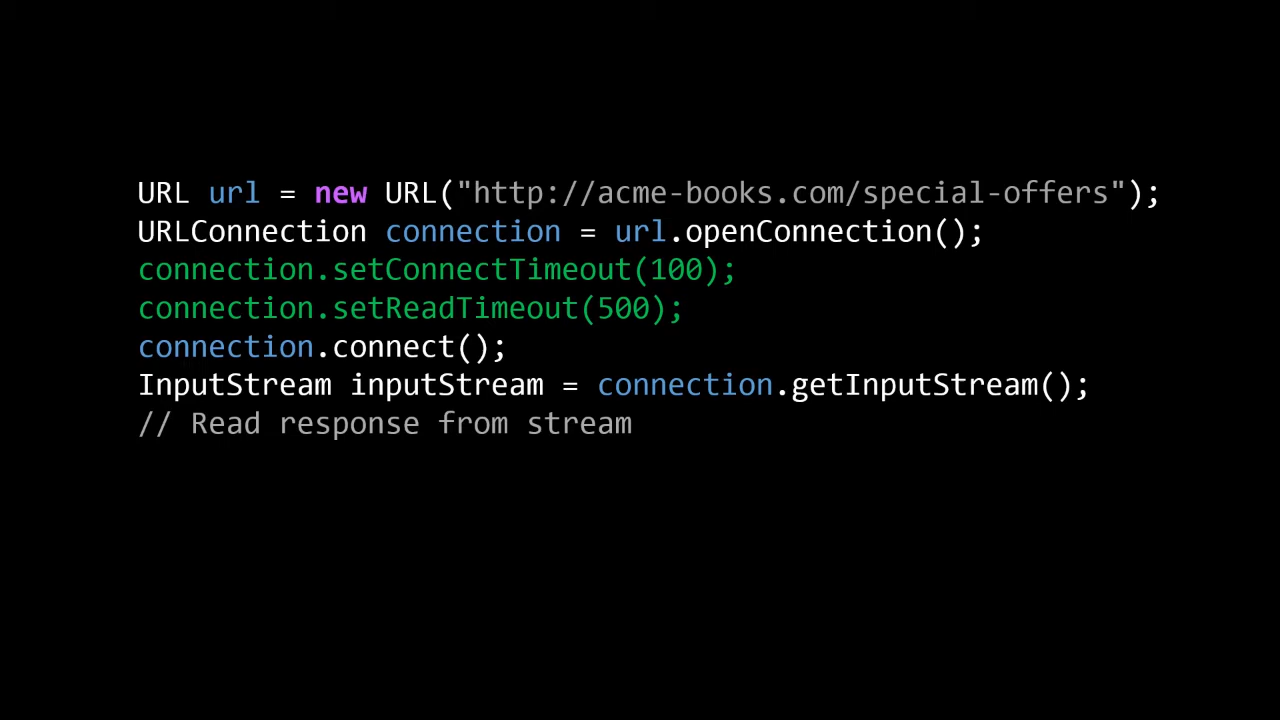 URL url = new URL("http://acme-books.com/special-offers");
URLConnection connection = url.openConnection();
connection.setConnectTimeout(100);
connection.setReadTimeout(500);
connection.connect();
InputStream inputStream = connection.getInputStream();
// Read response from stream